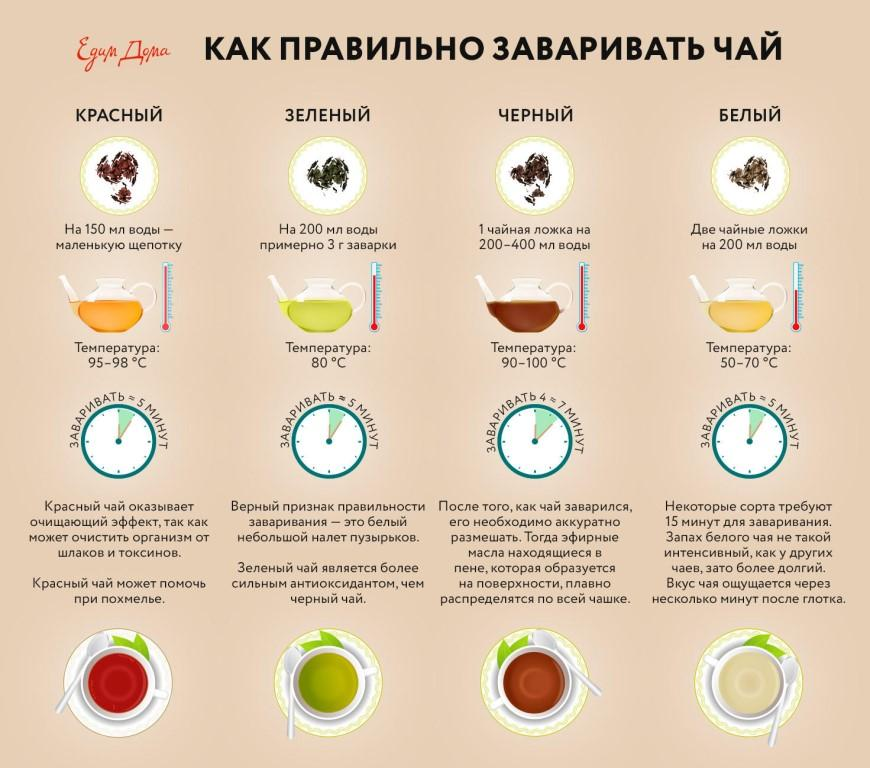 Едим Дома
КАК ПРАВИЛЬНО ЗАВАРИВАТЬ ЧАЙ
КРАСНЫЙ
На 150 мл воды —
маленькую щепотку
Температура:
95–98 °C
ЗАВАРИВАТЬ ≈ 5 МИНУТ
Красный чай оказывает
очищающий эффект, так как
может очистить организм от
шлаков и токсинов.
Красный чай может помочь
при похмелье.
ЗЕЛЕНЫЙ
На 200 мл воды
примерно 3 г заварки
Температура:
80 °C
ЗАВАРИВАТЬ ≈ 5 МИНУТ
Верный признак правильности
заваривания — это белый
небольшой налет пузырьков.
Зеленый чай является более
сильным антиоксидантом, чем
черный чай.
ЧЕРНЫЙ
1 чайная ложка на
200–400 мл воды
Температура:
90–100 °C
ЗАВАРИВАТЬ 4 ≈ 7 МИНУТ
После того, как чай заварился,
его необходимо аккуратно
размешать. Тогда эфирные
масла находящиеся в
пене, которая образуется
на поверхности, плавно
распределятся по всей чашке.
БЕЛЫЙ
Две чайные ложки
на 200 мл воды
Температура:
50–70 °C
ЗАВАРИВАТЬ ≈ 5 МИНУТ
Некоторые сорта требуют
15 минут для заваривания.
Запах белого чая не такой
интенсивный, как у других
чаев, зато более долгий.
Вкус чая ощущается через
несколько минут после глотка.